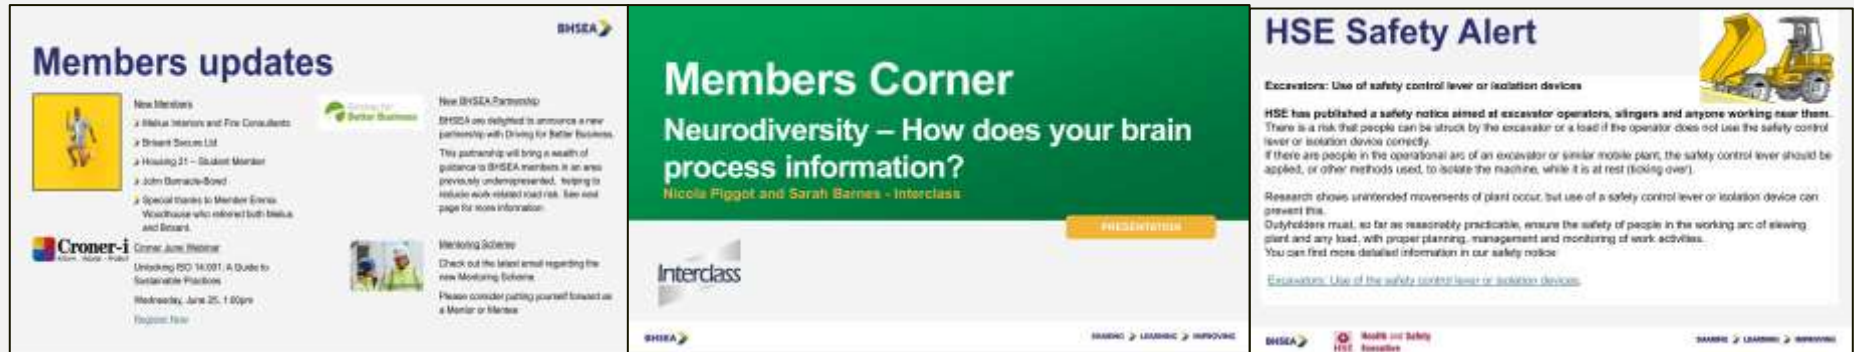 BHSEA
Members updates
New Members
Melius Interiors and Fire Consultants
Brisant Secure Ltd
Housing 21 – Student Member
John Barnacle-Bowd
Special thanks to Member Emma
Woodhouse who referred both Melius
and Brisant.
Croner-i
Croner June Webinar
Unlocking ISO 14001: A Guide to
Sustainable Practices
Wednesday, June 25, 1:00pm
Register Now
Driving for
Better Business
New BHSEA Partnership
BHSEA are delighted to announce a new
partnership with Driving for Better Business.
This partnership will bring a wealth of
guidance to BHSEA members in an area
previously underrepresented, helping to
reduce work related road risk. See next
page for more information.
Mentoring Scheme
Check out the latest email regarding the
new Mentoring Scheme
Please consider putting yourself forward as
a Mentor or Mentee
Members Corner
Neurodiversity – How does your brain
process information?
Nicola Piggot and Sarah Barnes - Interclass
PRESENTATION
Interclass
BHSEA
SHARING LEARNING IMPROVING
HSE Safety Alert
Excavators: Use of safety control lever or isolation devices
HSE has published a safety notice aimed at excavator operators, slingers and anyone working near them.
There is a risk that people can be struck by the excavator or a load if the operator does not use the safety control
lever or isolation device correctly.
If there are people in the operational arc of an excavator or similar mobile plant, the safety control lever should be
applied, or other methods used, to isolate the machine, while it is at rest (ticking over).
Research shows unintended movements of plant occur, but use of a safety control lever or isolation device can
prevent this.
Dutyholders must, so far as reasonably practicable, ensure the safety of people in the working arc of slewing
plant and any load, with proper planning, management and monitoring of work activities.
You can find more detailed information in our safety notice
Excavators: Use of the safety control lever or isolation devices.
BHSEA
HSE
Health and Safety
Executive
SHARING LEARNING IMPROVING